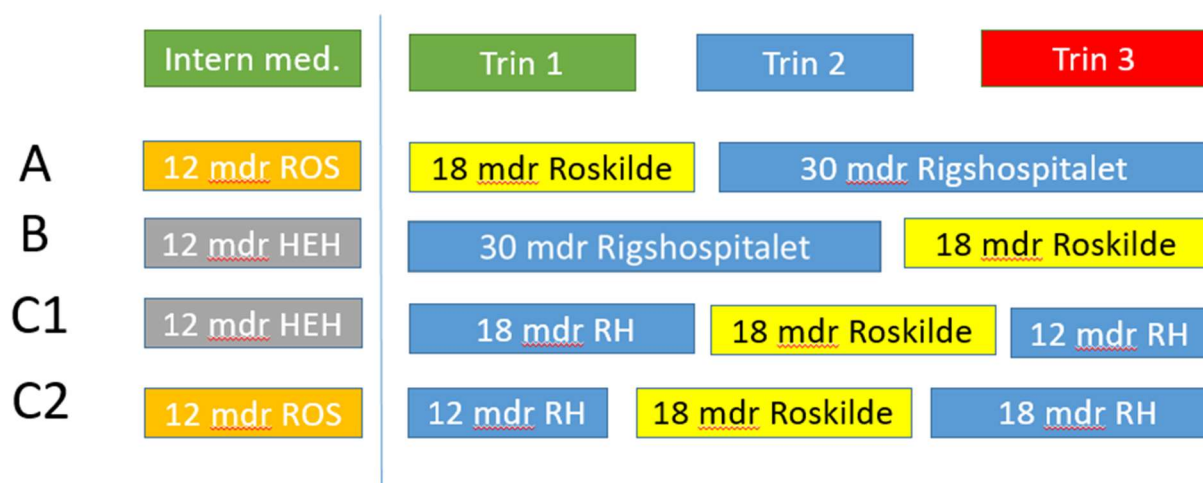 Intern med. Trin 1 Trin 2 Trin 3
A 12 mdr ROS 18 mdr Roskilde 30 mdr Rigshospitalet
B 12 mdr HEH 30 mdr Rigshospitalet 18 mdr Roskilde
C1 12 mdr HEH 18 mdr RH 18 mdr Roskilde 12 mdr RH
C2 12 mdr ROS 12 mdr RH 18 mdr Roskilde 18 mdr RH